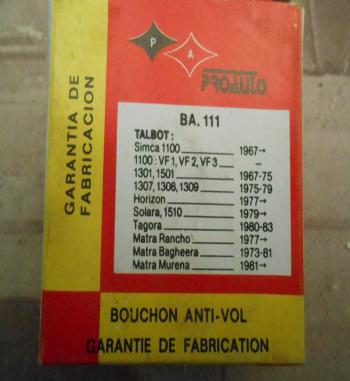 P A
PROAUTO
GARANTIA DE
FABRICACION
BA. 111
TALBOT :
Simca 1100 1967→
1100 : VF 1, VF 2, VF 3 –
1301, 1501 1967-75
1307, 1308, 1309 1975-79
Horizon 1977→
Solara, 1510 1979→
Tagora 1980-83
Matra Rancho 1977→
Matra Bagheera 1973-81
Matra Murena 1981→
BOUCHON ANTI-VOL
GARANTIE DE FABRICATION